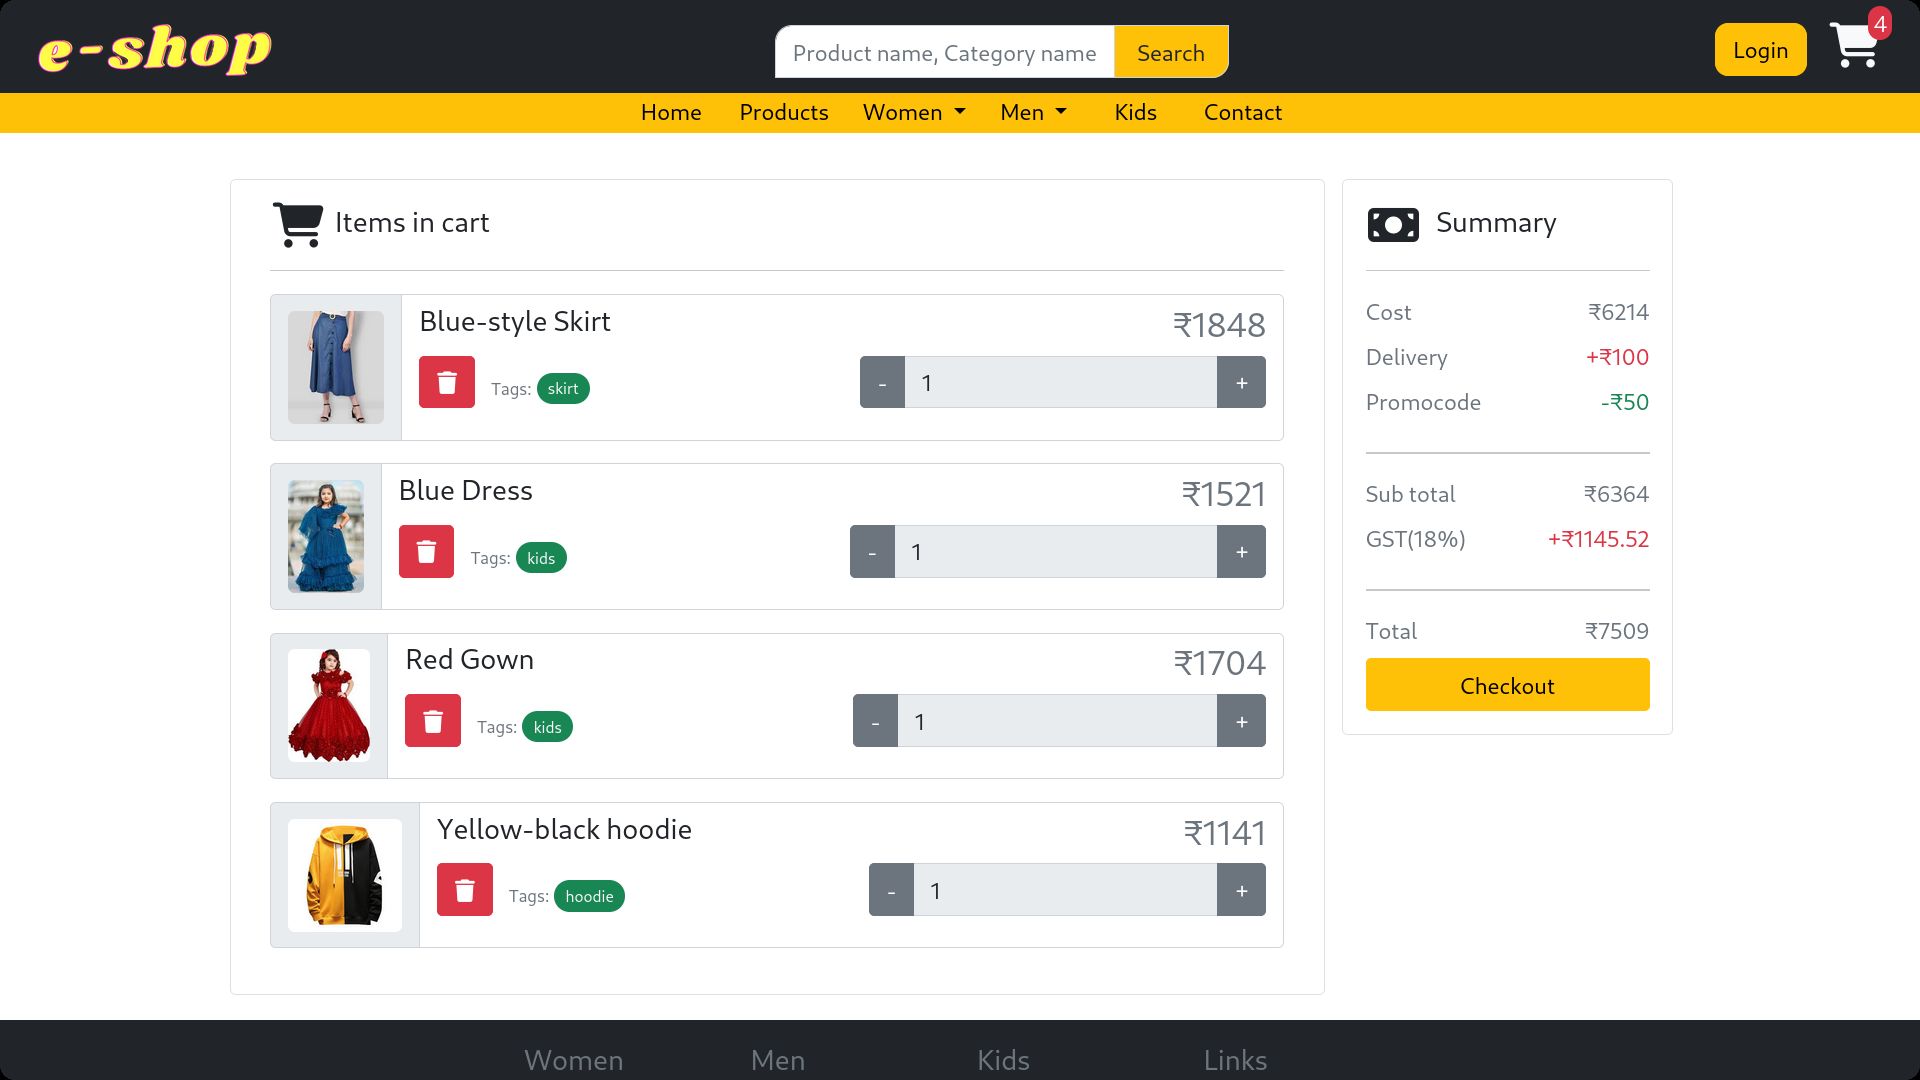 e-shop
Product name, Category name
Search
Login
4
Home
Products
Women
Men
Kids
Contact
Items in cart
Blue-style Skirt
₹1848
Tags: skirt
-
1
+
Blue Dress
₹1521
Tags: kids
-
1
+
Red Gown
₹1704
Tags: kids
-
1
+
Yellow-black hoodie
₹1141
Tags: hoodie
-
1
+
Summary
Cost ₹6214
Delivery +₹100
Promocode -₹50
Sub total ₹6364
GST(18%) +₹1145.52
Total ₹7509
Checkout
Women
Men
Kids
Links